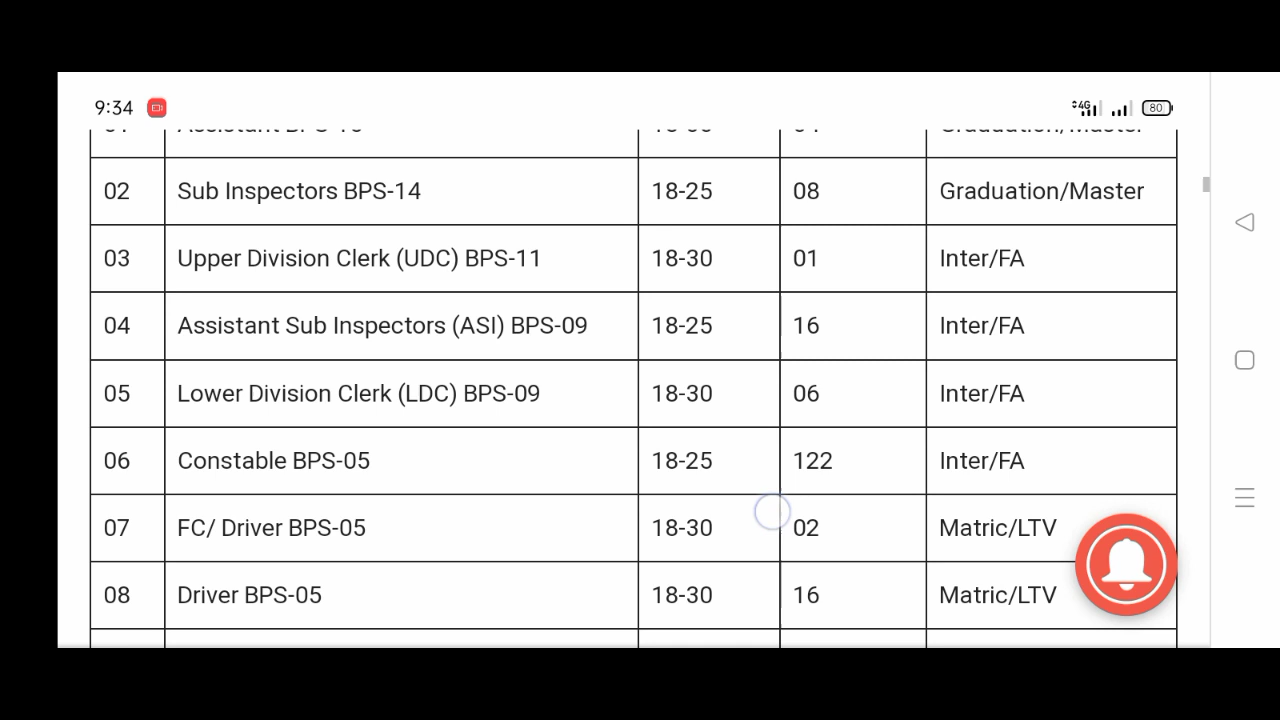 9:34 4G 80
02 Sub Inspectors BPS-14 18-25 08 Graduation/Master
03 Upper Division Clerk (UDC) BPS-11 18-30 01 Inter/FA
04 Assistant Sub Inspectors (ASI) BPS-09 18-25 16 Inter/FA
05 Lower Division Clerk (LDC) BPS-09 18-30 06 Inter/FA
06 Constable BPS-05 18-25 122 Inter/FA
07 FC/ Driver BPS-05 18-30 02 Matric/LTV
08 Driver BPS-05 18-30 16 Matric/LTV